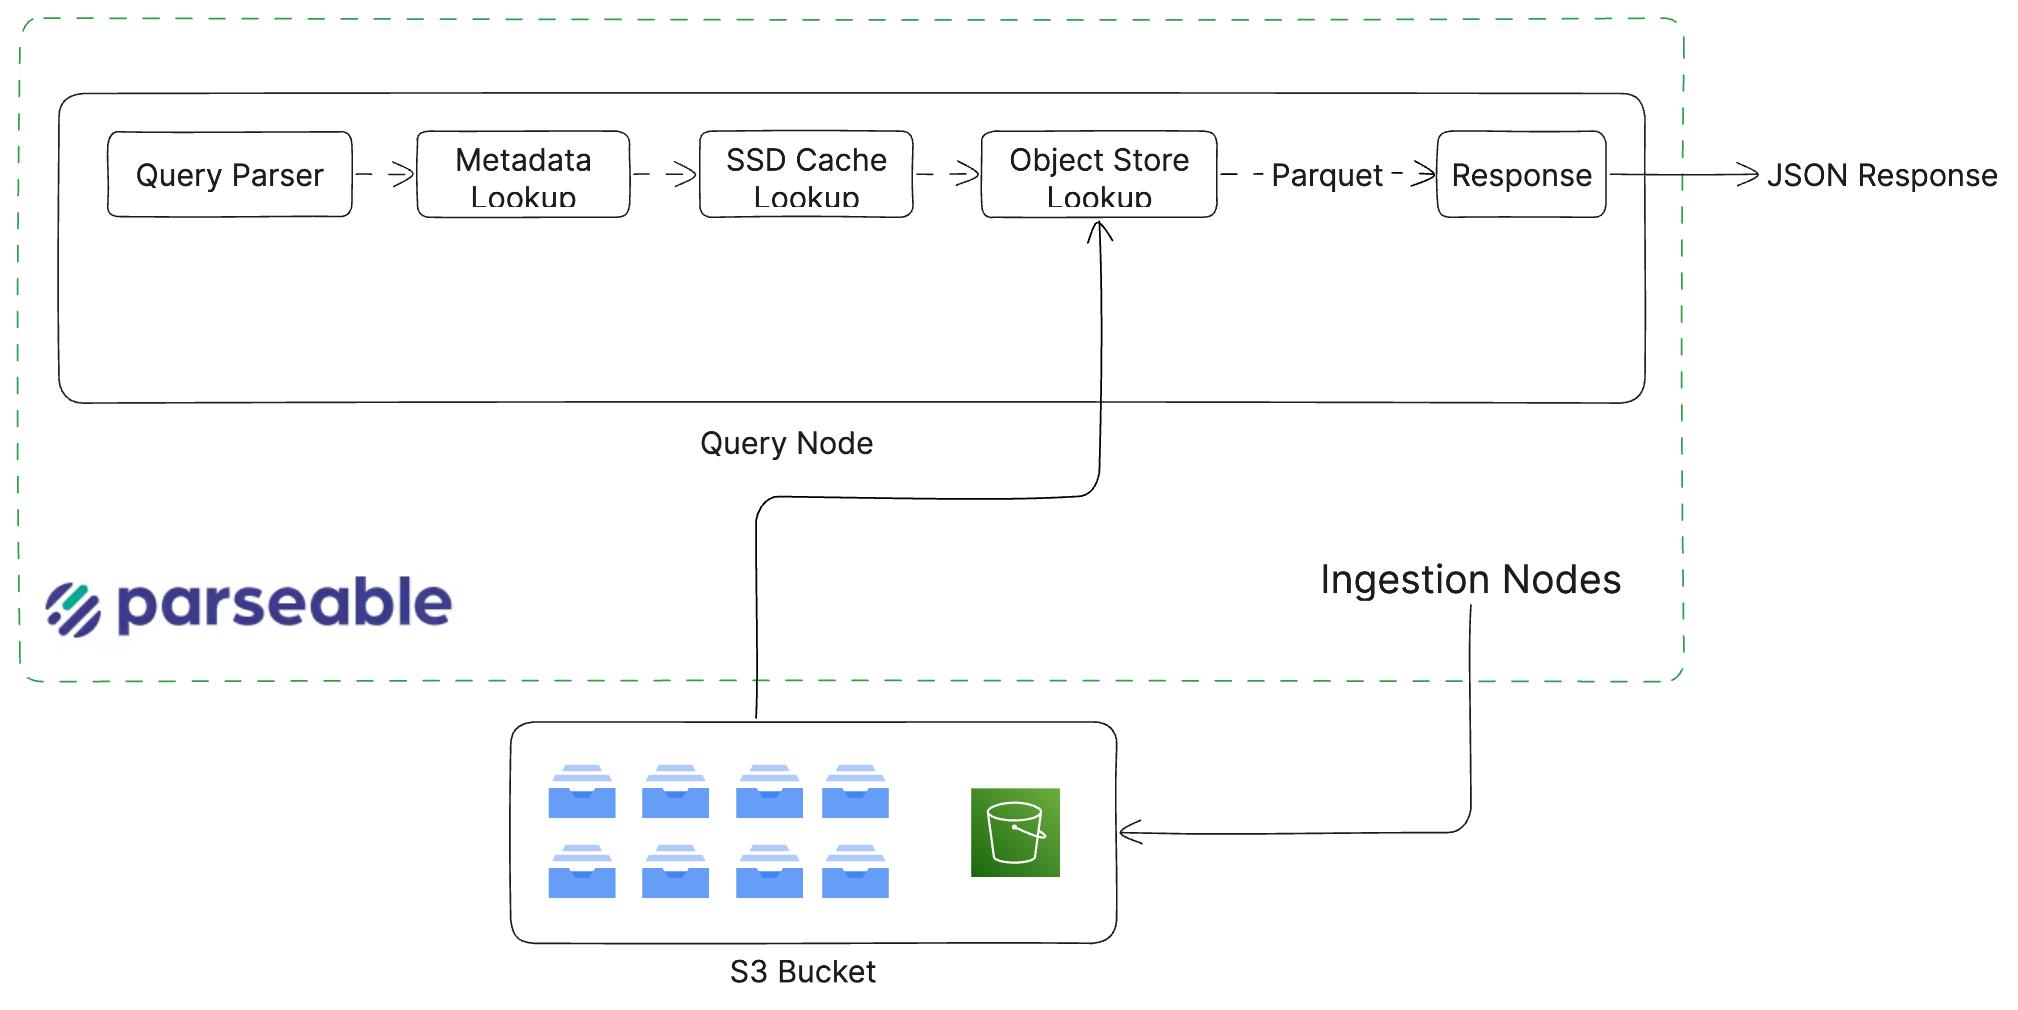 Query Parser
Metadata
Lookup
SSD Cache
Lookup
Object Store
Lookup
Parquet
Response
JSON Response
Query Node
parseable
Ingestion Nodes
S3 Bucket